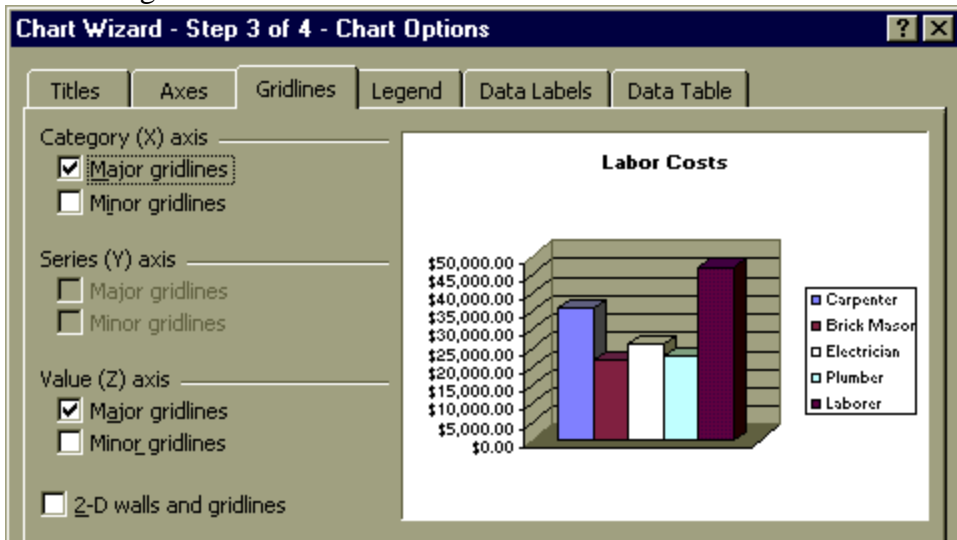 Chart Wizard - Step 3 of 4 - Chart Options
Titles Axes Gridlines Legend Data Labels Data Table
Category (X) axis
Major gridlines
Minor gridlines
Series (Y) axis
Major gridlines
Minor gridlines
Value (Z) axis
Major gridlines
Minor gridlines
2-D walls and gridlines
Labor Costs
$50,000.00
$45,000.00
$40,000.00
$35,000.00
$30,000.00
$25,000.00
$20,000.00
$15,000.00
$10,000.00
$5,000.00
$0.00
Carpenter
Brick Mason
Electrician
Plumber
Laborer